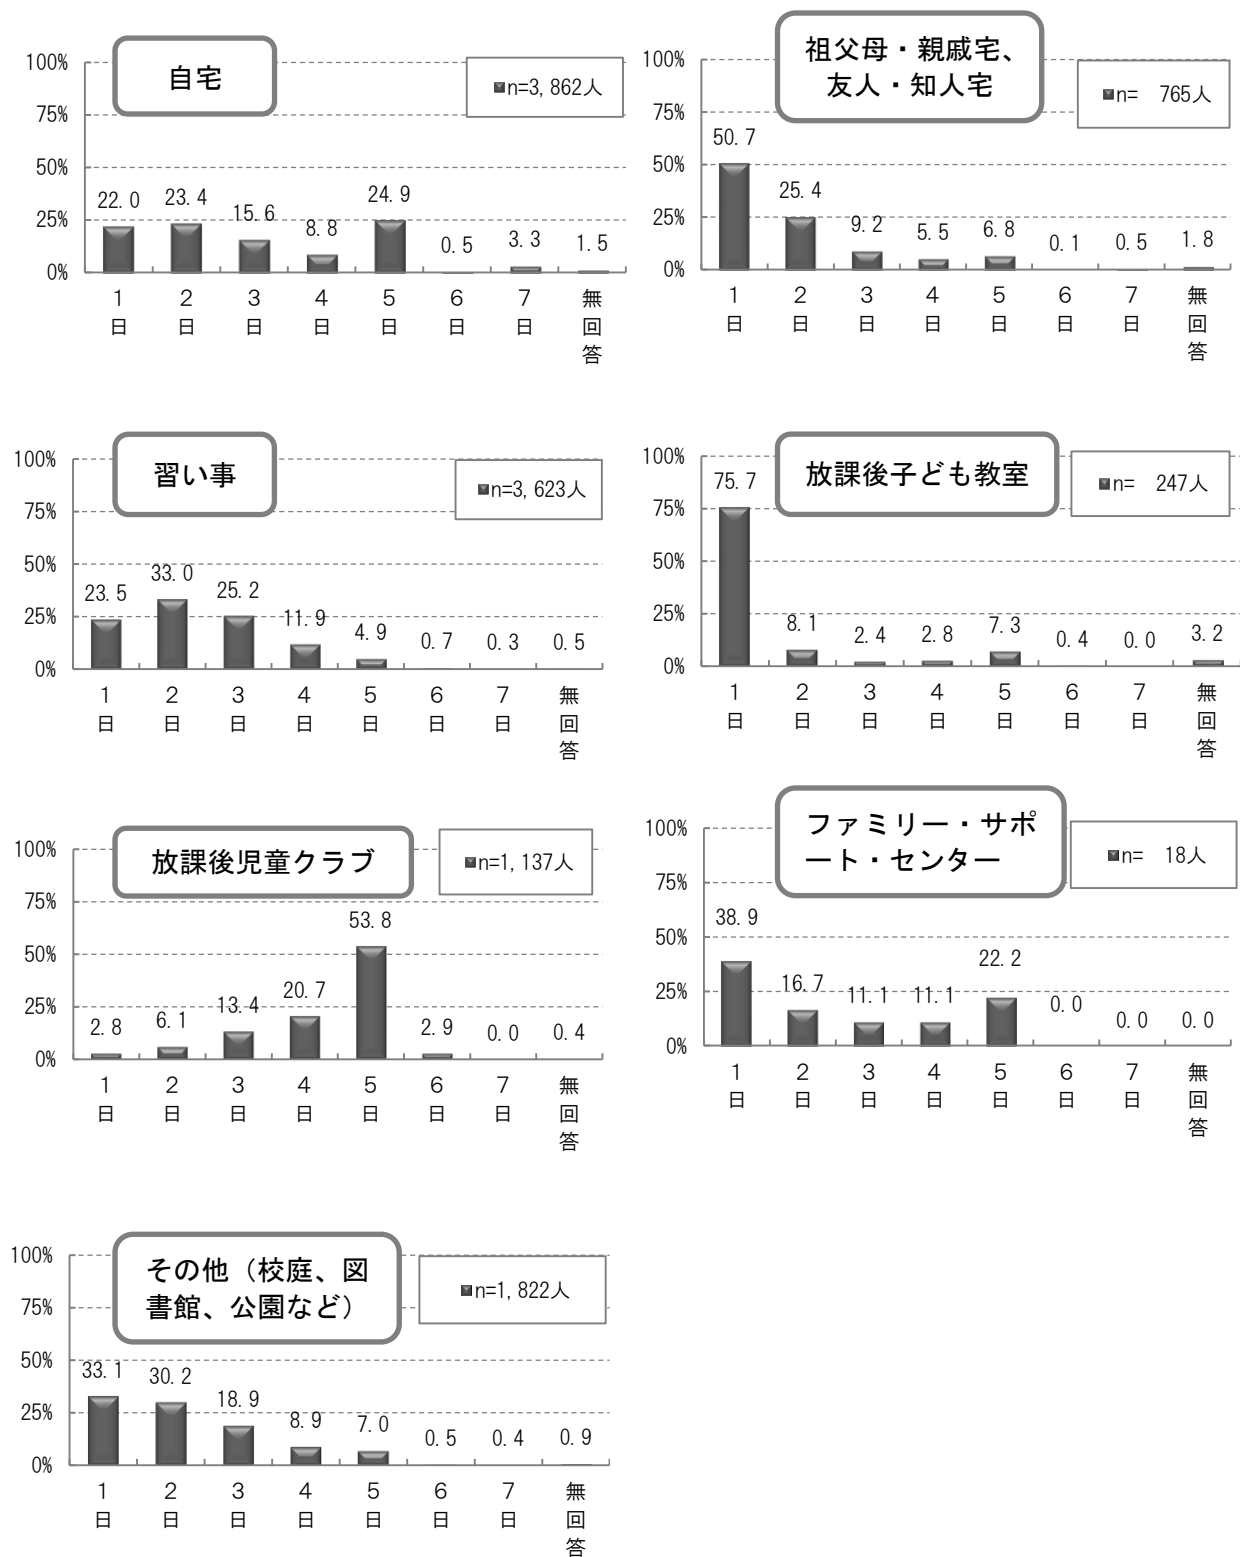 自宅
n=3,862人
100%
75%
50%
25%
0%
22.0
23.4
15.6
8.8
24.9
0.5
3.3
1.5
1日
2日
3日
4日
5日
6日
7日
無回答
祖父母・親戚宅、
友人・知人宅
n= 765人
100%
75%
50%
25%
0%
50.7
25.4
9.2
5.5
6.8
0.1
0.5
1.8
1日
2日
3日
4日
5日
6日
7日
無回答
習い事
n=3,623人
100%
75%
50%
25%
0%
23.5
33.0
25.2
11.9
4.9
0.7
0.3
0.5
1日
2日
3日
4日
5日
6日
7日
無回答
放課後子ども教室
n= 247人
100%
75%
50%
25%
0%
75.7
8.1
2.4
2.8
7.3
0.4
0.0
3.2
1日
2日
3日
4日
5日
6日
7日
無回答
放課後児童クラブ
n=1,137人
100%
75%
50%
25%
0%
2.8
6.1
13.4
20.7
53.8
2.9
0.0
0.4
1日
2日
3日
4日
5日
6日
7日
無回答
ファミリー・サポ
ート・センター
n= 18人
100%
75%
50%
25%
0%
38.9
16.7
11.1
11.1
22.2
0.0
0.0
0.0
1日
2日
3日
4日
5日
6日
7日
無回答
その他（校庭、図
書館、公園など）
n=1,822人
100%
75%
50%
25%
0%
33.1
30.2
18.9
8.9
7.0
0.5
0.4
0.9
1日
2日
3日
4日
5日
6日
7日
無回答